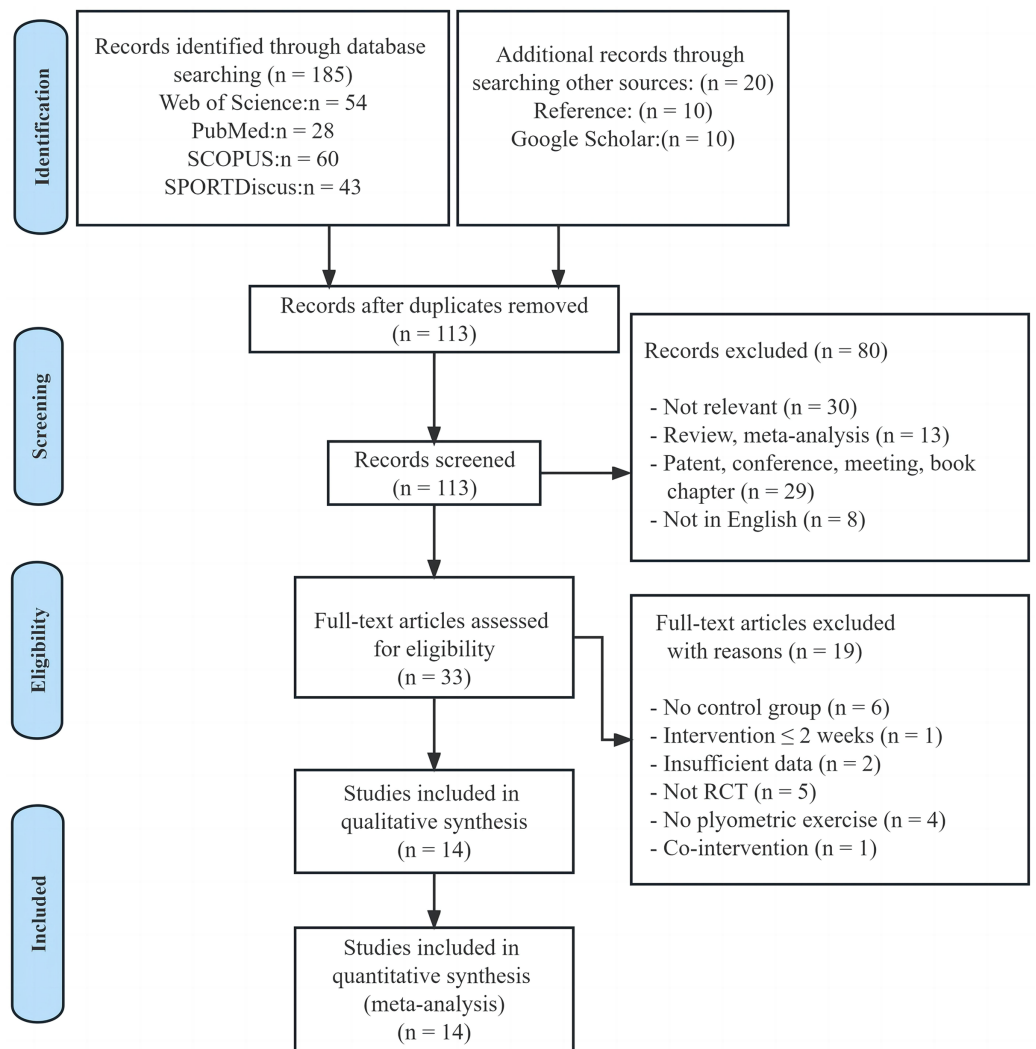 Identification
Records identified through database
searching (n = 185)
Web of Science:n = 54
PubMed:n = 28
SCOPUS:n = 60
SPORTDiscus:n = 43
Additional records through
searching other sources: (n = 20)
Reference: (n = 10)
Google Scholar:(n = 10)
Records after duplicates removed
(n = 113)
Screening
Records screened
(n = 113)
Records excluded (n = 80)
- Not relevant (n = 30)
- Review, meta-analysis (n = 13)
- Patent, conference, meeting, book
chapter (n = 29)
- Not in English (n = 8)
Eligibility
Full-text articles assessed
for eligibility
(n = 33)
Full-text articles excluded
with reasons (n = 19)
- No control group (n = 6)
- Intervention ≤ 2 weeks (n = 1)
- Insufficient data (n = 2)
- Not RCT (n = 5)
- No plyometric exercise (n = 4)
- Co-intervention (n = 1)
Included
Studies included in
qualitative synthesis
(n = 14)
Studies included in
quantitative synthesis
(meta-analysis)
(n = 14)